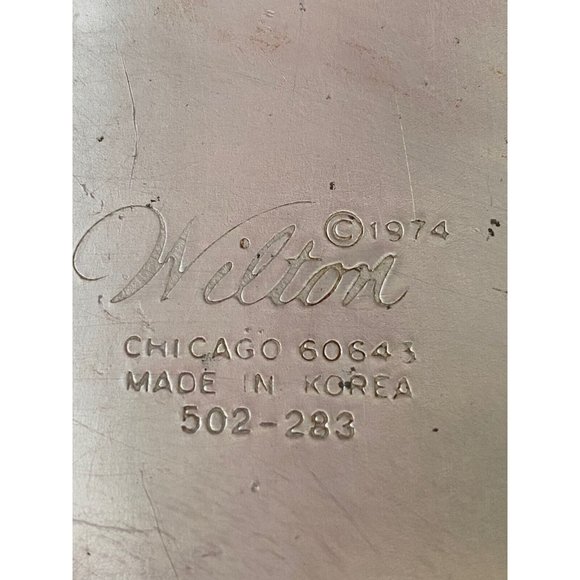 Wilton ©1974
CHICAGO 60643
MADE IN KOREA
502-283